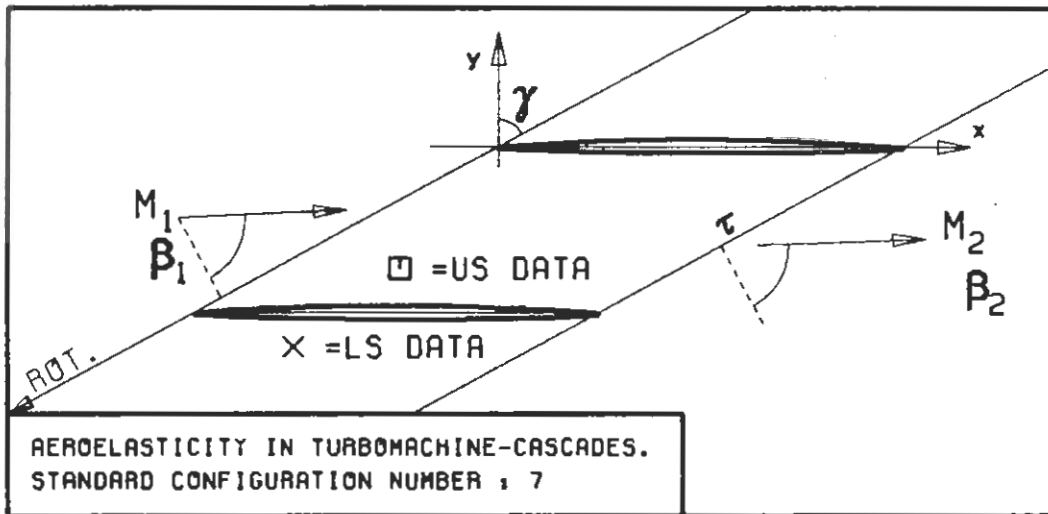 y
γ
x
M₁
β₁
τ
M₂
β₂
□ =US DATA
× =LS DATA
ROT.
AEROELASTICITY IN TURBOMACHINE-CASCADES.
STANDARD CONFIGURATION NUMBER : 7